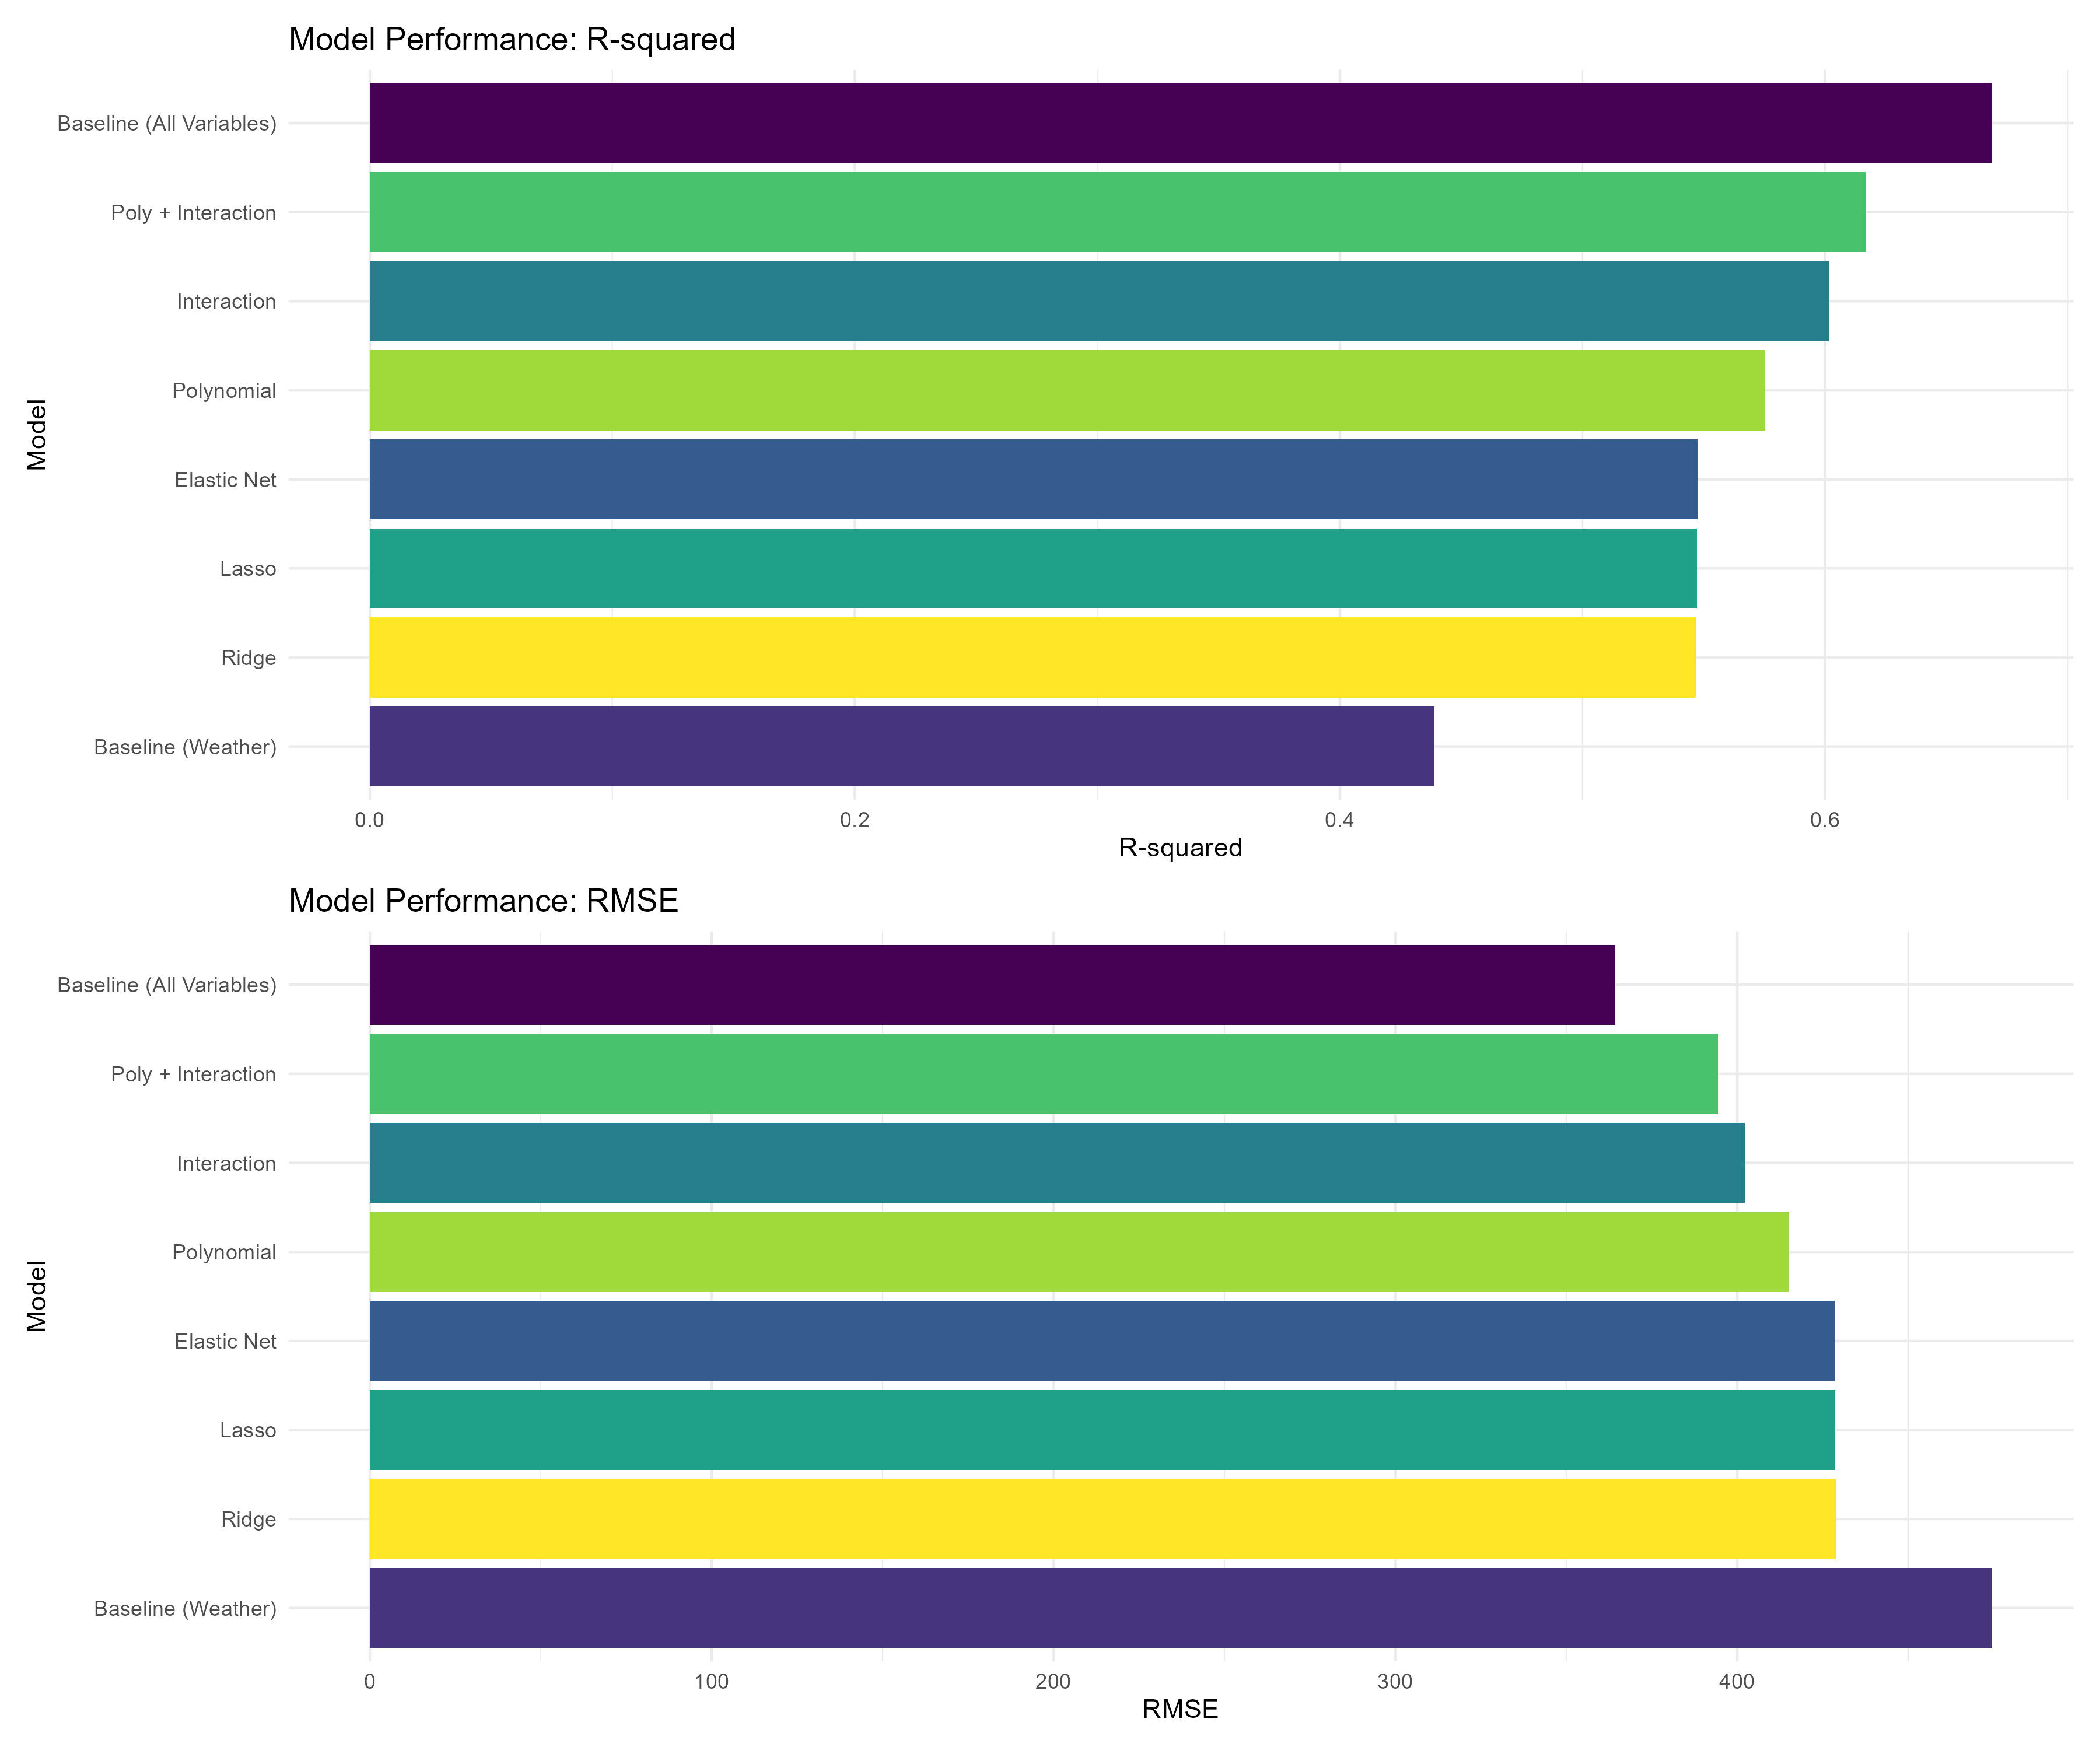 Model Performance: R-squared
Model
Baseline (All Variables)
Poly + Interaction
Interaction
Polynomial
Elastic Net
Lasso
Ridge
Baseline (Weather)
0.0 0.2 0.4 0.6
R-squared
Model Performance: RMSE
Model
Baseline (All Variables)
Poly + Interaction
Interaction
Polynomial
Elastic Net
Lasso
Ridge
Baseline (Weather)
0 100 200 300 400
RMSE